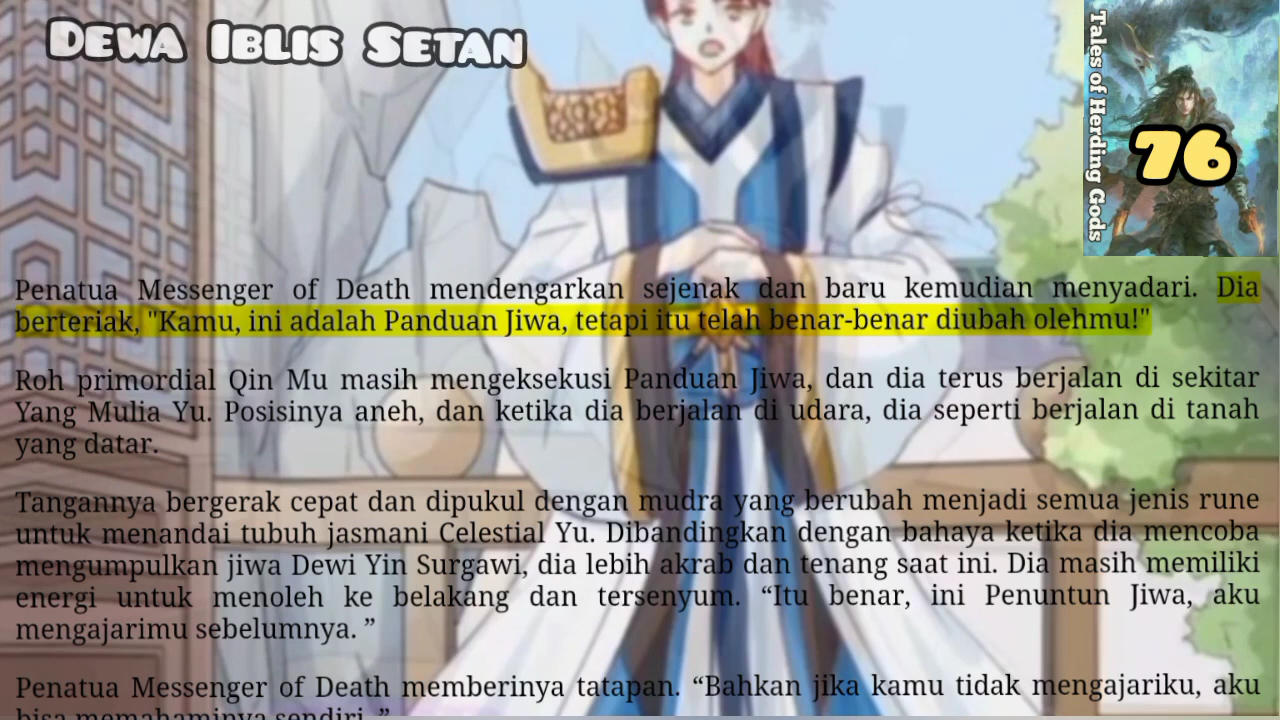 Dewa Iblis Setan
Tales of Herding Gods
76
Penatua Messenger of Death mendengarkan sejenak dan baru kemudian menyadari. Dia
berteriak, "Kamu, ini adalah Panduan Jiwa, tetapi itu telah benar-benar diubah olehmu!"
Roh primordial Qin Mu masih mengeksekusi Panduan Jiwa, dan dia terus berjalan di sekitar
Yang Mulia Yu. Posisinya aneh, dan ketika dia berjalan di udara, dia seperti berjalan di tanah
yang datar.
Tangannya bergerak cepat dan dipukul dengan mudra yang berubah menjadi semua jenis rune
untuk menandai tubuh jasmani Celestial Yu. Dibandingkan dengan bahaya ketika dia mencoba
mengumpulkan jiwa Dewi Yin Surgawi, dia lebih akrab dan tenang saat ini. Dia masih memiliki
energi untuk menoleh ke belakang dan tersenyum. “Itu benar, ini Penuntun Jiwa, aku
mengajarimu sebelumnya. ”
Penatua Messenger of Death memberinya tatapan. “Bahkan jika kamu tidak mengajariku, aku
bisa memahaminya sendiri. ”